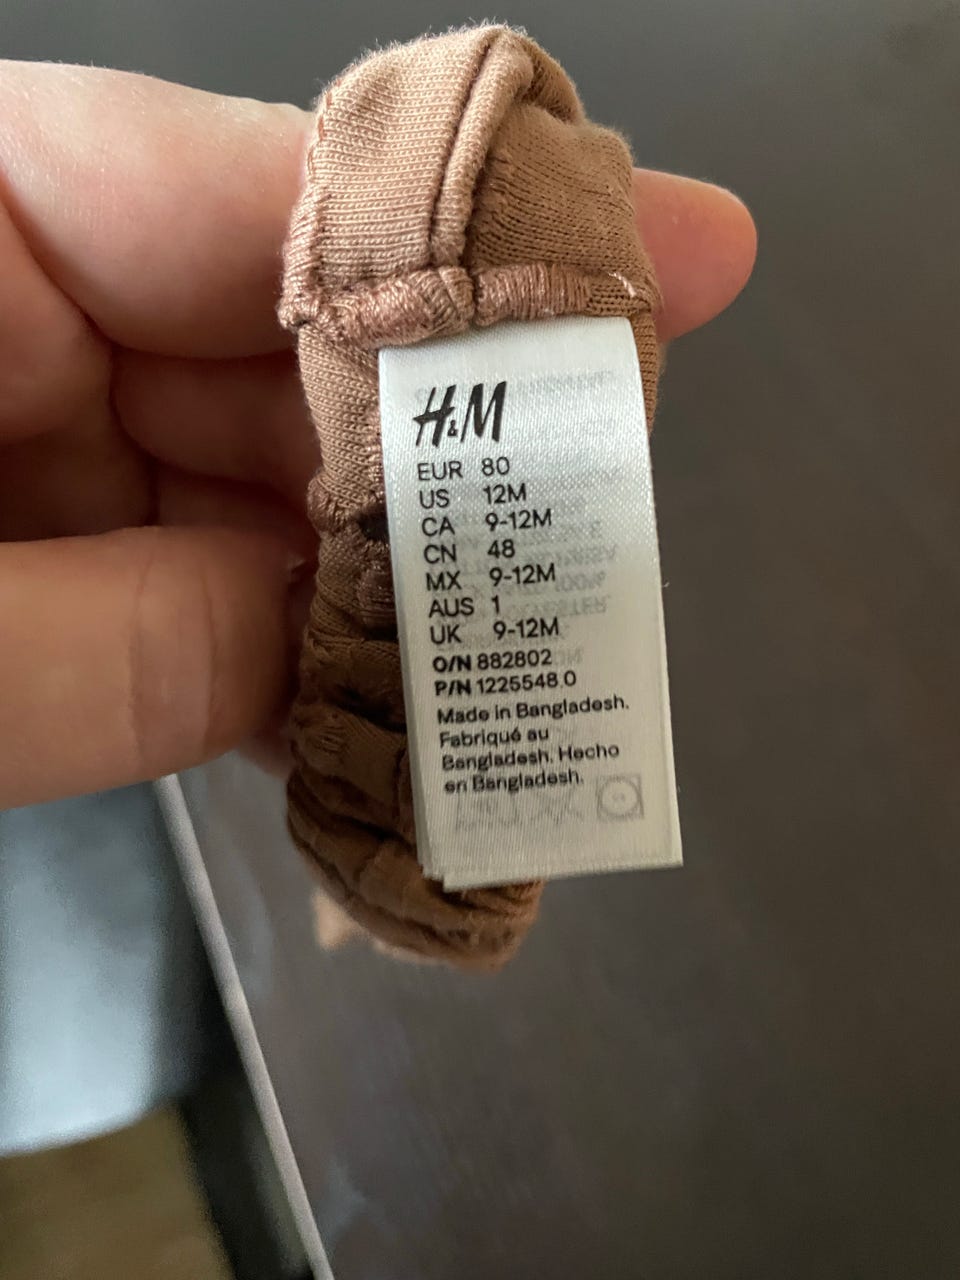 H&M
EUR 80
US 12M
CA 9-12M
CN 48
MX 9-12M
AUS 1
UK 9-12M
O/N 882802
P/N 1225548.0
Made in Bangladesh.
Fabriqué au
Bangladesh. Hecho
en Bangladesh.